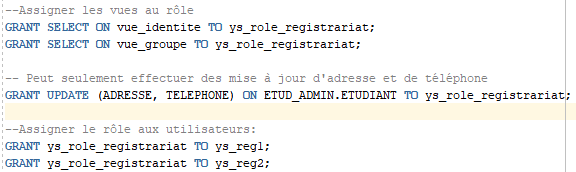 --Assigner les vues au rôle
GRANT SELECT ON vue_identite TO ys_role_registrariat;
GRANT SELECT ON vue_groupe TO ys_role_registrariat;
-- Peut seulement effectuer des mise à jour d'adresse et de téléphone
GRANT UPDATE (ADRESSE, TELEPHONE) ON ETUD_ADMIN.ETUDIANT TO ys_role_registrariat;
--Assigner le rôle aux utilisateurs:
GRANT ys_role_registrariat TO ys_reg1;
GRANT ys_role_registrariat TO ys_reg2;